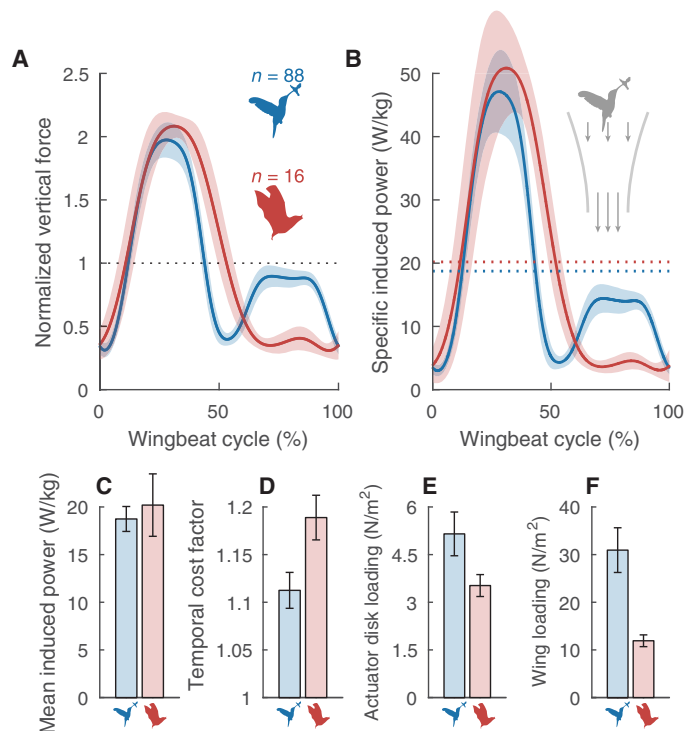 A
Normalized vertical force
2.5
2
1.5
1
0.5
0
n = 88
n = 16
0
50
100
Wingbeat cycle (%)
B
Specific induced power (W/kg)
50
40
30
20
10
0
0
50
100
Wingbeat cycle (%)
C
Mean induced power (W/kg)
20
15
10
5
0
D
Temporal cost factor
1.2
1.15
1.1
1.05
1
E
Actuator disk loading (N/m²)
6
4.5
3
1.5
0
F
Wing loading (N/m²)
40
30
20
10
0